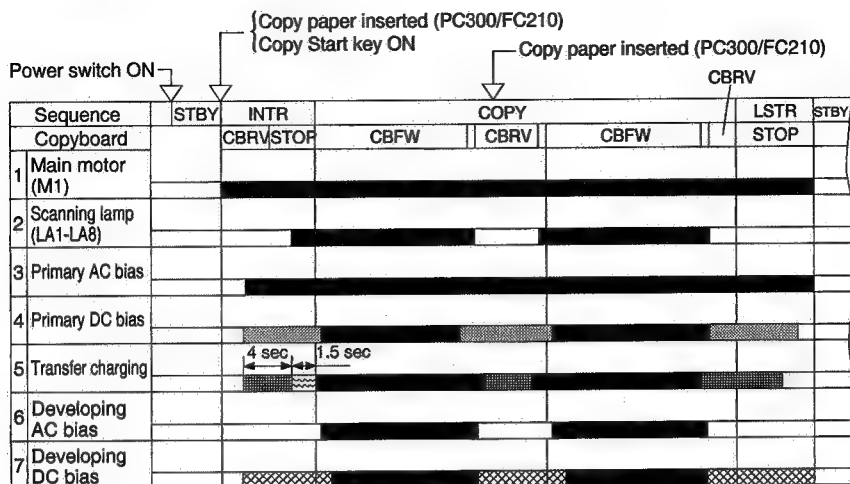 Copy paper inserted (PC300/FC210)
Copy Start key ON
Copy paper inserted (PC300/FC210)
Power switch ON
CBRV
Sequence STBY INTR COPY LSTR STBY
Copyboard CBRV STOP CBFW CBRV CBFW STOP
1 Main motor
(M1)
2 Scanning lamp
(LA1-LA8)
3 Primary AC bias
4 Primary DC bias
4 sec 1.5 sec
5 Transfer charging
6 Developing
AC bias
7 Developing
DC bias